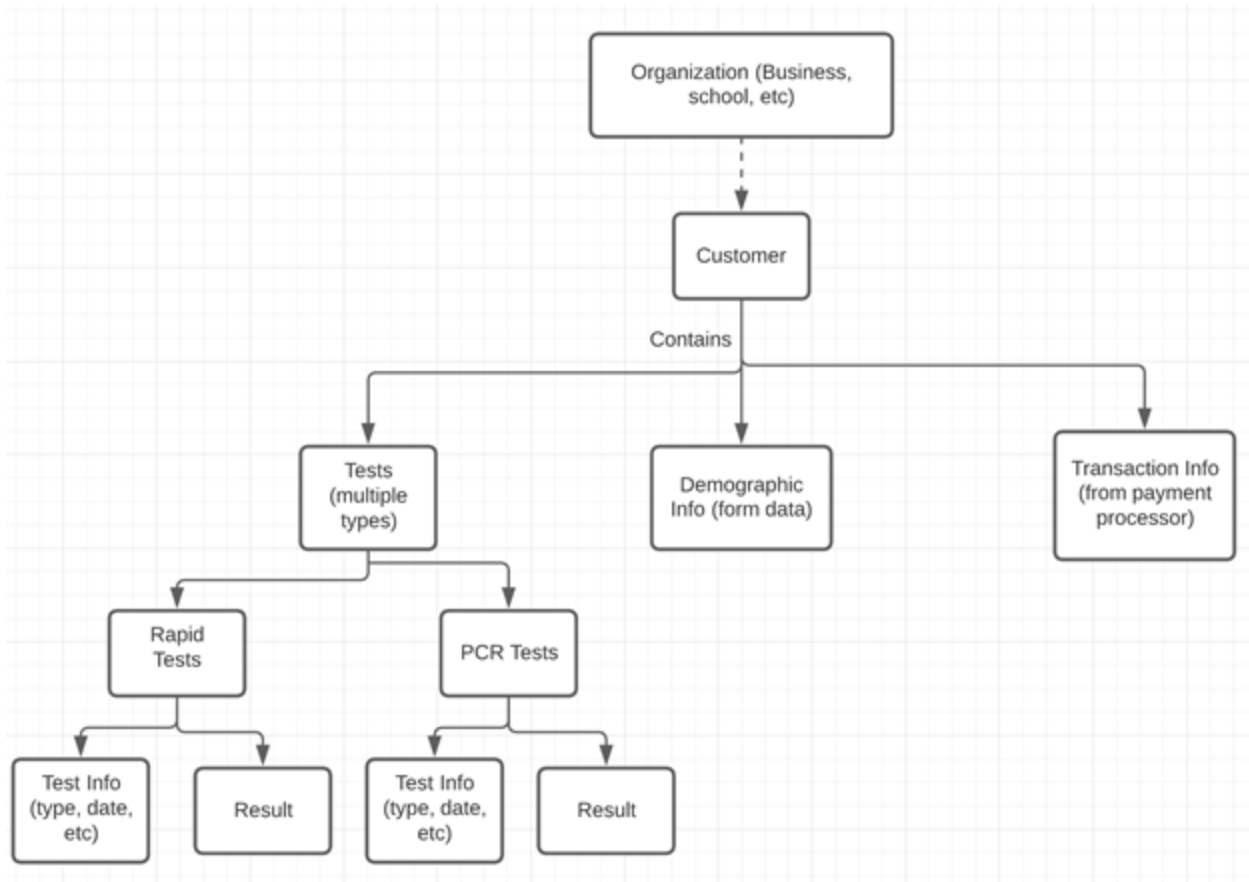 Organization (Business,
school, etc)
Customer
Contains
Tests
(multiple
types)
Demographic
Info (form data)
Transaction Info
(from payment
processor)
Rapid
Tests
PCR Tests
Test Info
(type, date,
etc)
Result
Test Info
(type, date,
etc)
Result